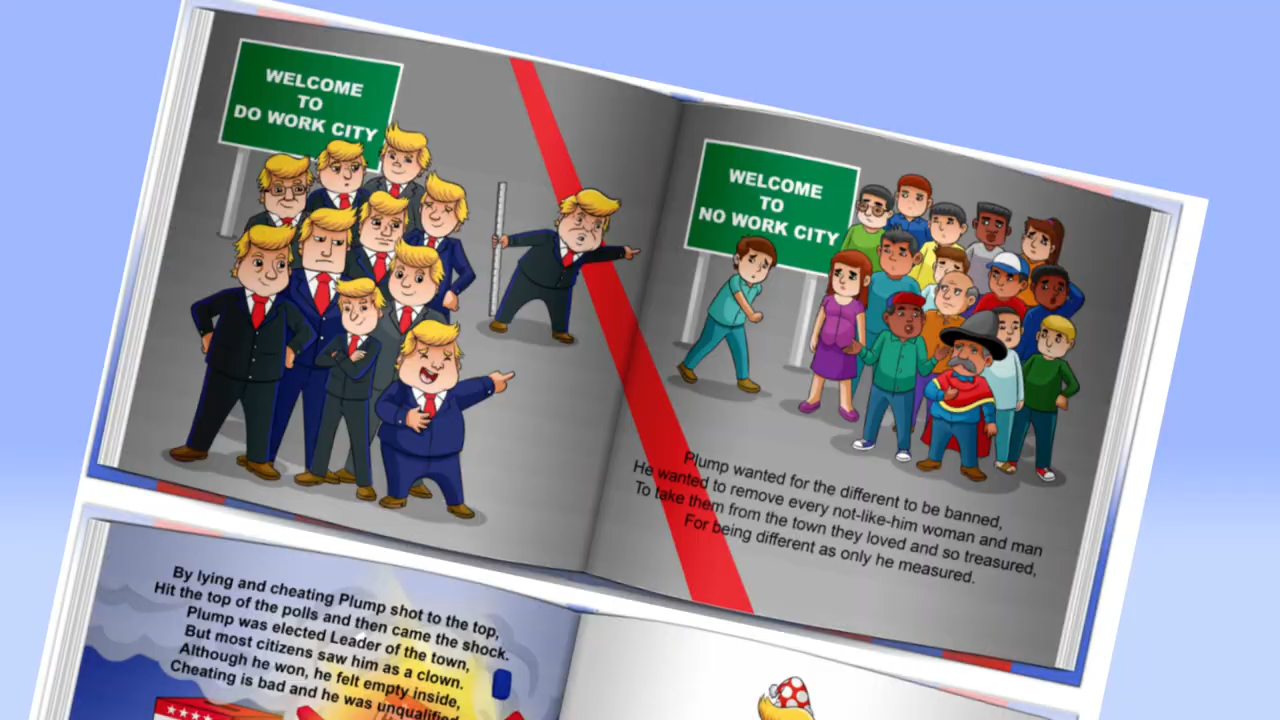 WELCOME
TO
DO WORK CITY
WELCOME
TO
NO WORK CITY
Plump wanted for the different to be banned,
He wanted to remove every not-like-him woman and man
To take them from the town they loved and so treasured,
For being different as only he measured.
By lying and cheating Plump shot to the top,
Hit the top of the polls and then came the shock.
Plump was elected Leader of the town,
But most citizens saw him as a clown.
Although he won, he felt empty inside,
Cheating is bad and he was unqualified